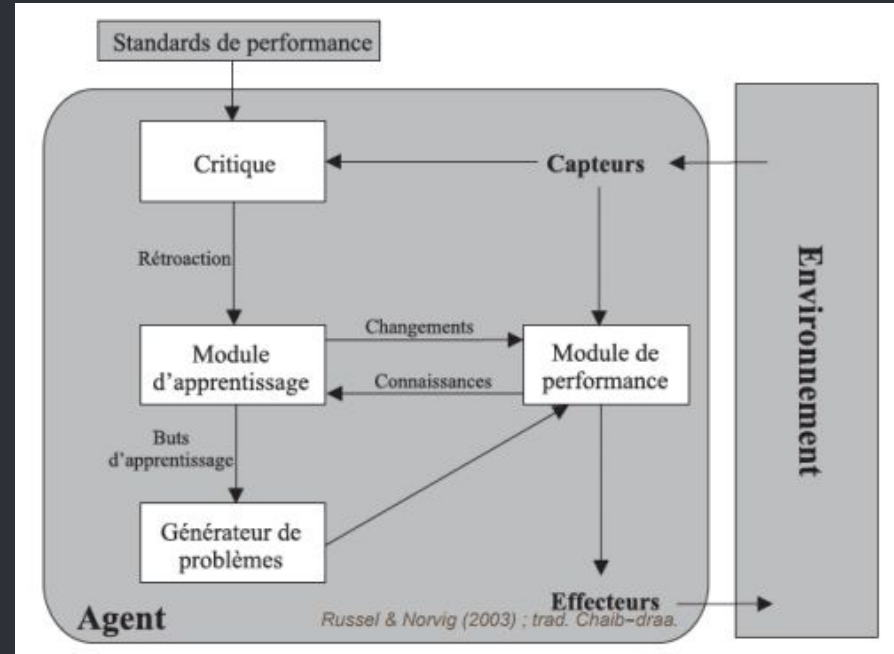 Standards de performance
Critique
Capteurs
Rétroaction
Environnement
Changements
Module
d'apprentissage
Connaissances
Module de
performance
Buts
d'apprentissage
Générateur de
problèmes
Effecteurs
Agent
Russel & Norvig (2003) ; trad. Chaib-draa.